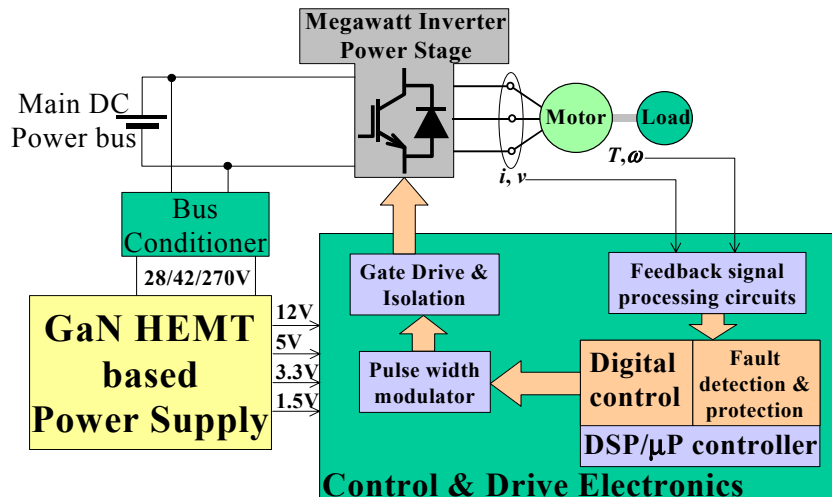 Megawatt Inverter
Power Stage
Main DC
Power bus
Motor
Load
i, v
T,ω
Bus
Conditioner
28/42/270V
GaN HEMT
based
Power Supply
12V
5V
3.3V
1.5V
Gate Drive &
Isolation
Feedback signal
processing circuits
Pulse width
modulator
Digital
control
Fault
detection &
protection
DSP/μP controller
Control & Drive Electronics